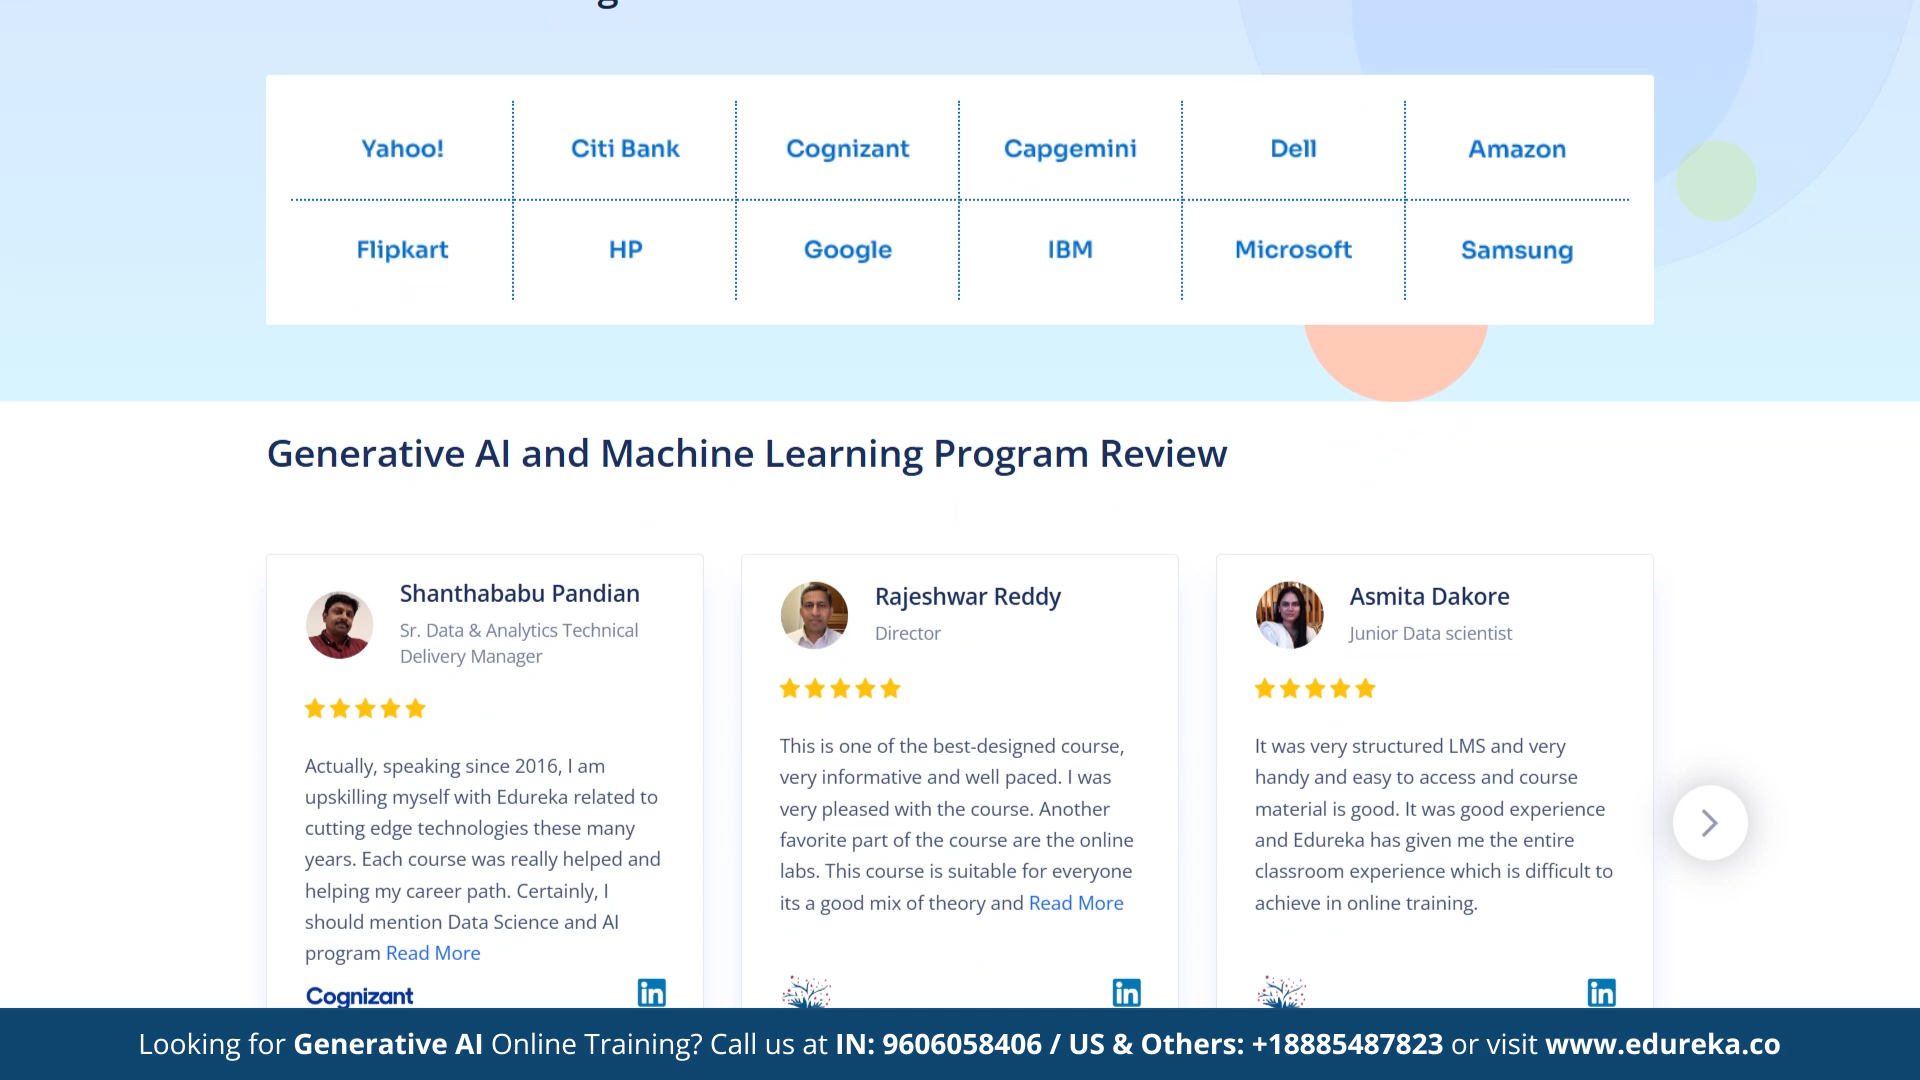 Yahoo!
Citi Bank
Cognizant
Capgemini
Dell
Amazon
Flipkart
HP
Google
IBM
Microsoft
Samsung
Generative AI and Machine Learning Program Review
Shanthababu Pandian
Sr. Data & Analytics Technical
Delivery Manager
Actually, speaking since 2016, I am
upskilling myself with Edureka related to
cutting edge technologies these many
years. Each course was really helped and
helping my career path. Certainly, I
should mention Data Science and AI
program Read More
Cognizant
in
Rajeshwar Reddy
Director
This is one of the best-designed course,
very informative and well paced. I was
very pleased with the course. Another
favorite part of the course are the online
labs. This course is suitable for everyone
its a good mix of theory and Read More
in
Asmita Dakore
Junior Data scientist
It was very structured LMS and very
handy and easy to access and course
material is good. It was good experience
and Edureka has given me the entire
classroom experience which is difficult to
achieve in online training.
in
Looking for Generative AI Online Training? Call us at IN: 9606058406 / US & Others: +18885487823 or visit www.edureka.co